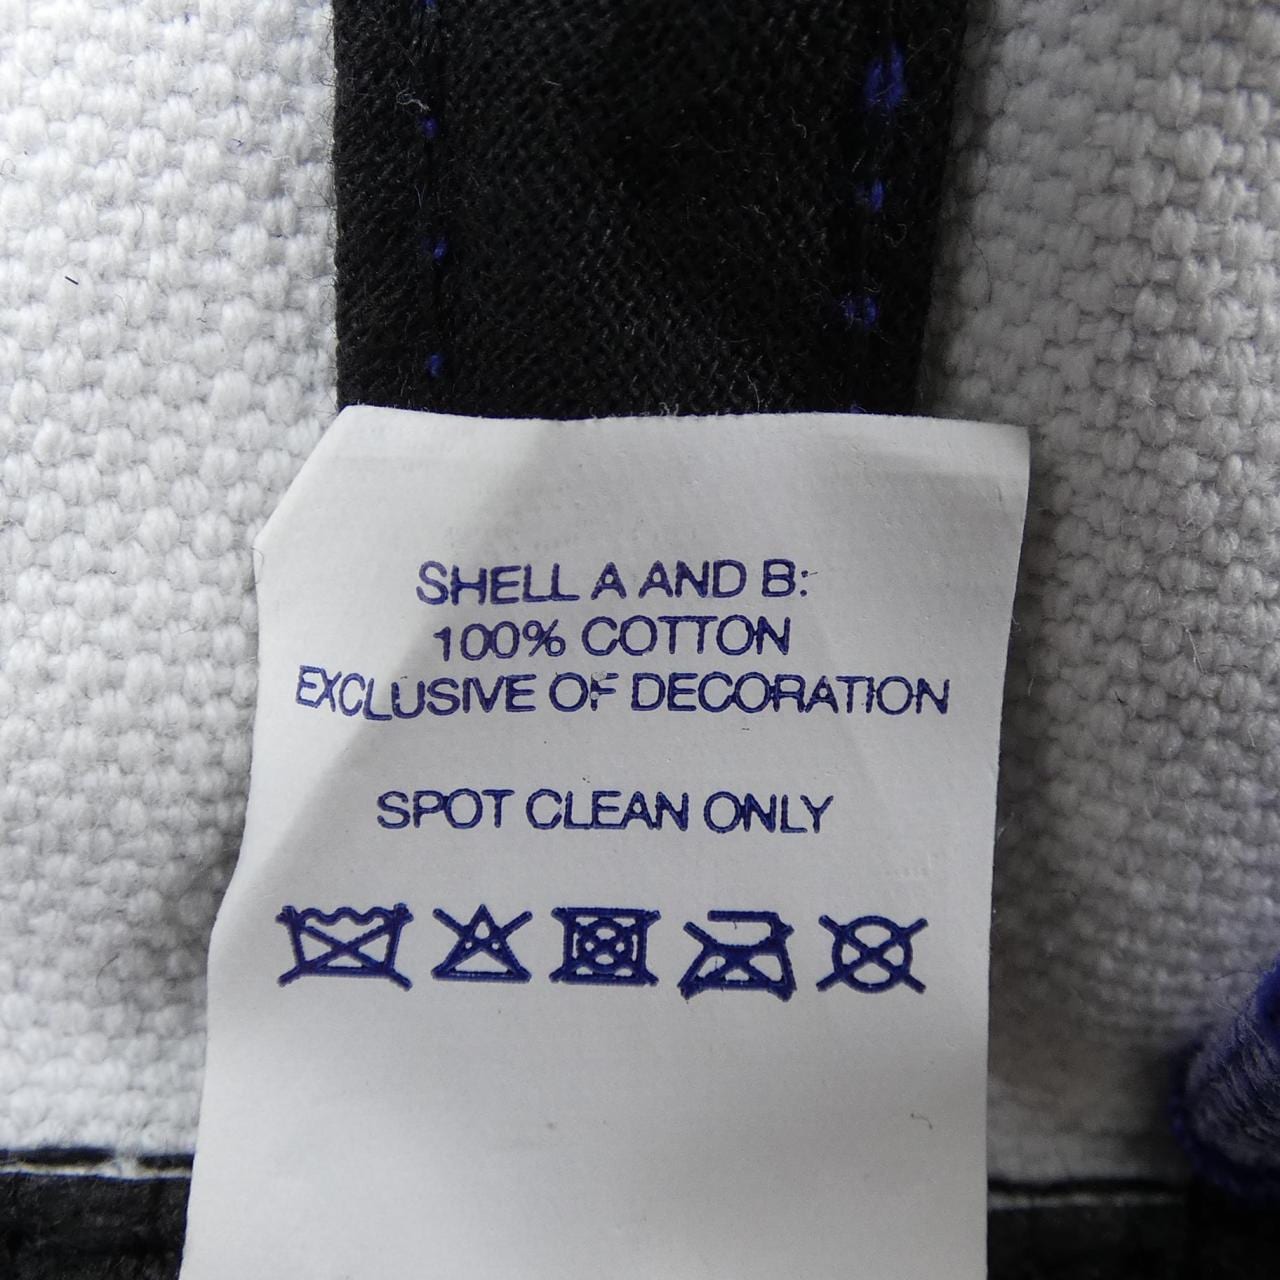 SHELL A AND B:
100% COTTON
EXCLUSIVE OF DECORATION
SPOT CLEAN ONLY